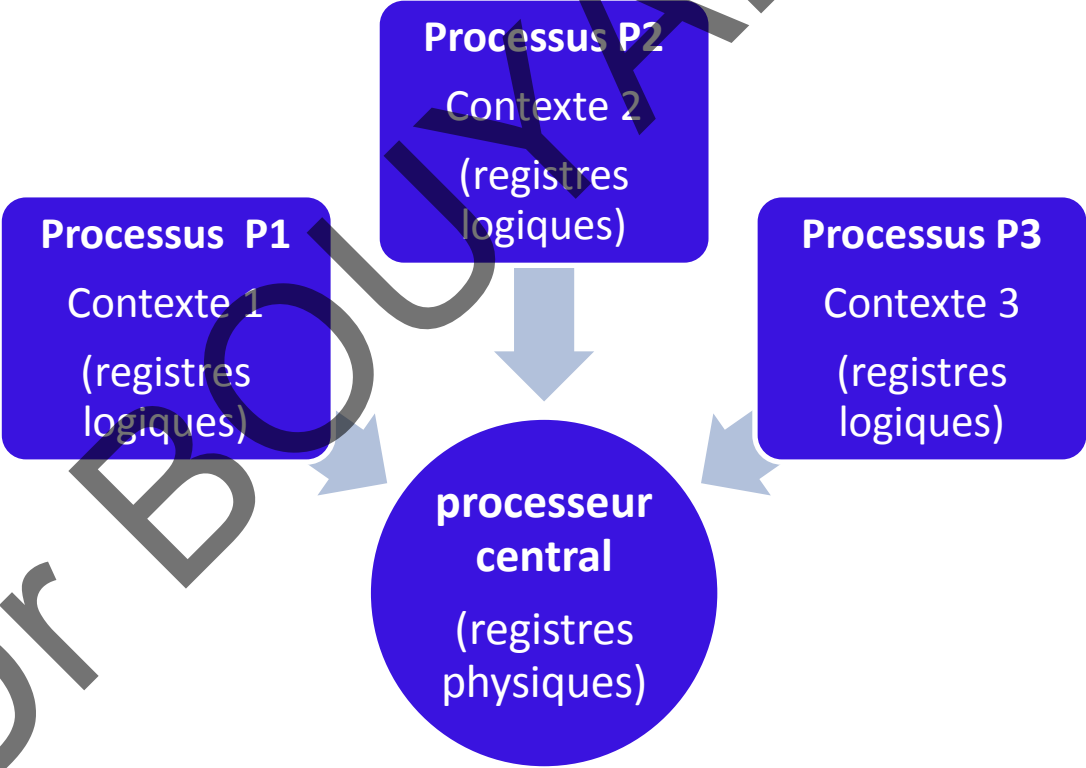 Processus P2
Contexte 2
(registres
logiques)
Processus P1
Contexte 1
(registres
logiques)
Processus P3
Contexte 3
(registres
logiques)
processeur
central
(registres
physiques)